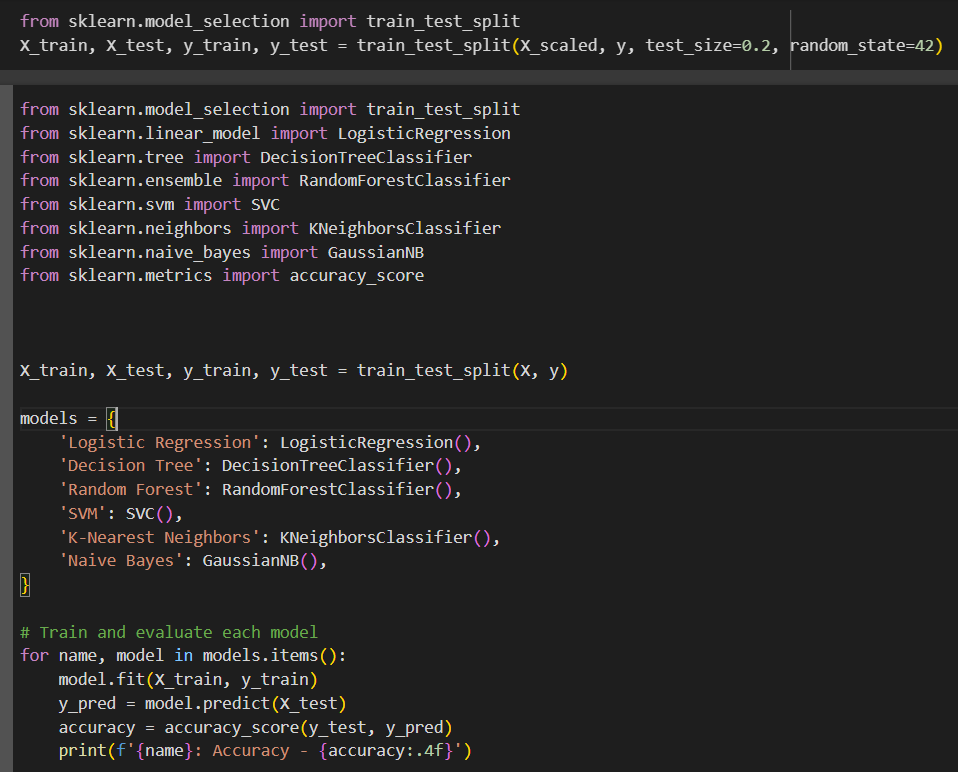 from sklearn.model_selection import train_test_split
X_train, X_test, y_train, y_test = train_test_split(X_scaled, y, test_size=0.2, random_state=42)
from sklearn.model_selection import train_test_split
from sklearn.linear_model import LogisticRegression
from sklearn.tree import DecisionTreeClassifier
from sklearn.ensemble import RandomForestClassifier
from sklearn.svm import SVC
from sklearn.neighbors import KNeighborsClassifier
from sklearn.naive_bayes import GaussianNB
from sklearn.metrics import accuracy_score
X_train, X_test, y_train, y_test = train_test_split(X, y)
models = {
    'Logistic Regression': LogisticRegression(),
    'Decision Tree': DecisionTreeClassifier(),
    'Random Forest': RandomForestClassifier(),
    'SVM': SVC(),
    'K-Nearest Neighbors': KNeighborsClassifier(),
    'Naive Bayes': GaussianNB(),
}
# Train and evaluate each model
for name, model in models.items():
    model.fit(X_train, y_train)
    y_pred = model.predict(X_test)
    accuracy = accuracy_score(y_test, y_pred)
    print(f'{name}: Accuracy - {accuracy:.4f}')